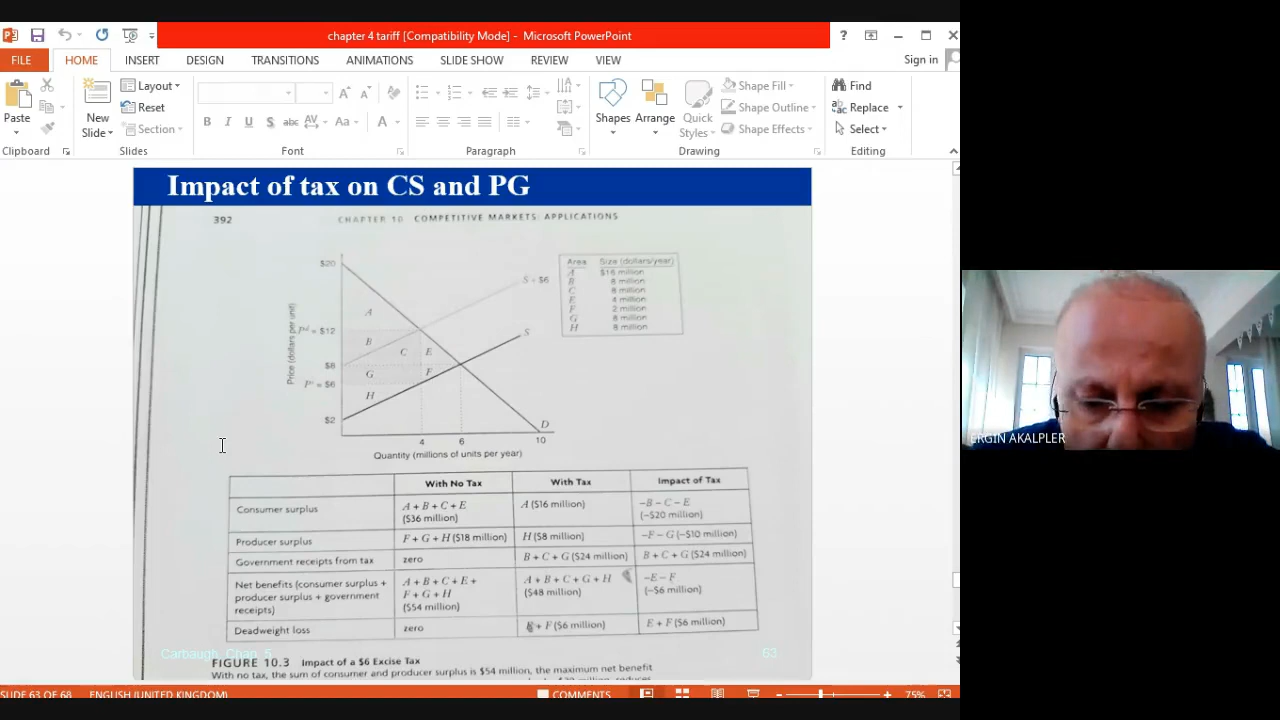 chapter 4 tariff [Compatibility Mode] - Microsoft PowerPoint
FILE HOME INSERT DESIGN TRANSITIONS ANIMATIONS SLIDE SHOW REVIEW VIEW Sign in
Paste
New Slide
Layout
Reset
Section
B I U S abc AV Aa A
Shapes
Arrange
Quick Styles
Shape Fill
Shape Outline
Shape Effects
Find
Replace
Select
Clipboard Slides Font Paragraph Drawing Editing
Impact of tax on CS and PG
392 CHAPTER 10 COMPETITIVE MARKETS: APPLICATIONS
Price (dollars per unit)
$20
$12
$8
$6
$2
S + $6
S
D
A
B
C
E
G
F
H
4 6 10
Quantity (millions of units per year)
Area Size (dollars/year)
A $16 million
B 8 million
C 8 million
E 4 million
F 2 million
G 8 million
H 8 million
With No Tax With Tax Impact of Tax
Consumer surplus A + B + C + E ($36 million) A ($16 million) −B − C − E (−$20 million)
Producer surplus F + G + H ($18 million) H ($8 million) −F − G (−$10 million)
Government receipts from tax zero B + C + G ($24 million) B + C + G ($24 million)
Net benefits (consumer surplus + producer surplus + government receipts) A + B + C + E + F + G + H ($54 million) A + B + C + G + H ($48 million) −E − F (−$6 million)
Deadweight loss zero E + F ($6 million) E + F ($6 million)
Carbaugh, Chap. 5 63
FIGURE 10.3 Impact of a $6 Excise Tax
With no tax, the sum of consumer and producer surplus is $54 million, the maximum net benefit
SLIDE 63 OF 68 ENGLISH (UNITED KINGDOM) COMMENTS 75%
ERGIN AKALPLER